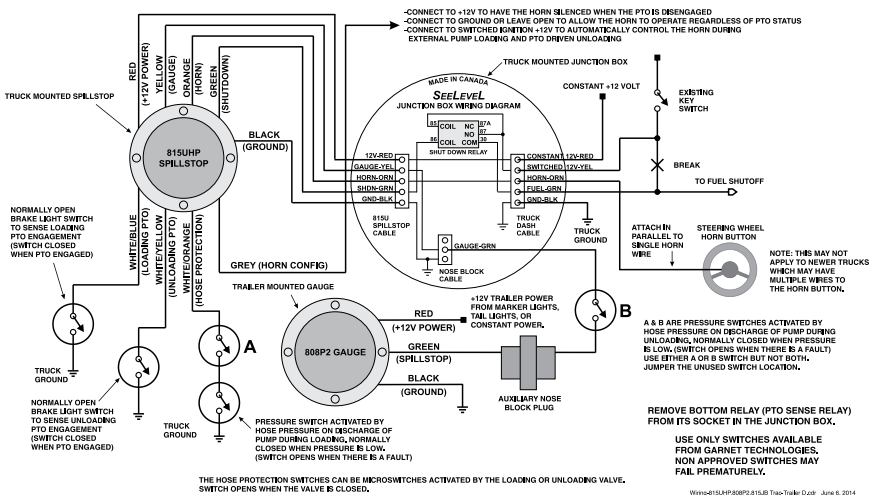 -CONNECT TO +12V TO HAVE THE HORN SILENCED WHEN THE PTO IS DISENGAGED
-CONNECT TO GROUND OR LEAVE OPEN TO ALLOW THE HORN TO OPERATE REGARDLESS OF PTO STATUS
-CONNECT TO SWITCHED IGNITION +12V TO AUTOMATICALLY CONTROL THE HORN DURING
EXTERNAL PUMP LOADING AND PTO DRIVEN UNLOADING
RED
(+12V POWER)
YELLOW
(GAUGE)
ORANGE
(HORN)
GREEN
(SHUTDOWN)
TRUCK MOUNTED SPILLSTOP
815UHP
SPILLSTOP
BLACK
(GROUND)
TRUCK MOUNTED JUNCTION BOX
MADE IN CANADA
SEELEVEL
JUNCTION BOX WIRING DIAGRAM
85 COIL NC 87A
NO 87
86 COIL COM 30
SHUT DOWN RELAY
12V-RED
GAUGE-YEL
HORN-ORN
SHDN-GRN
GND-BLK
815U
SPILLSTOP
CABLE
CONSTANT 12V-RED
SWITCHED 12V-YEL
HORN-ORN
FUEL-GRN
GND-BLK
TRUCK
DASH
CABLE
GAUGE-GRN
NOSE BLOCK
CABLE
CONSTANT +12 VOLT
EXISTING
KEY
SWITCH
BREAK
TO FUEL SHUTOFF
TRUCK
GROUND
ATTACH IN
PARALLEL TO
SINGLE HORN
WIRE
STEERING WHEEL
HORN BUTTON
NOTE: THIS MAY NOT
APPLY TO NEWER TRUCKS
WHICH MAY HAVE
MULTIPLE WIRES TO
THE HORN BUTTON.
NORMALLY OPEN
BRAKE LIGHT SWITCH
TO SENSE LOADING
PTO ENGAGEMENT
(SWITCH CLOSED
WHEN PTO ENGAGED)
WHITE/BLUE
(LOADING PTO)
WHITE/YELLOW
(UNLOADING PTO)
WHITE/ORANGE
(HOSE PROTECTION)
GREY (HORN CONFIG)
TRAILER MOUNTED GAUGE
808P2 GAUGE
RED
(+12V POWER)
GREEN
(SPILLSTOP)
BLACK
(GROUND)
+12V TRAILER POWER
FROM MARKER LIGHTS,
TAIL LIGHTS, OR
CONSTANT POWER.
B
AUXILIARY NOSE
BLOCK PLUG
A
TRUCK
GROUND
NORMALLY OPEN
BRAKE LIGHT SWITCH
TO SENSE UNLOADING
PTO ENGAGEMENT
(SWITCH CLOSED
WHEN PTO ENGAGED)
TRUCK
GROUND
PRESSURE SWITCH ACTIVATED BY
HOSE PRESSURE ON DISCHARGE OF
PUMP DURING LOADING. NORMALLY
CLOSED WHEN PRESSURE IS LOW.
(SWITCH OPENS WHEN THERE IS A FAULT)
A & B ARE PRESSURE SWITCHES ACTIVATED BY
HOSE PRESSURE ON DISCHARGE OF PUMP DURING
UNLOADING. NORMALLY CLOSED WHEN PRESSURE
IS LOW. (SWITCH OPENS WHEN THERE IS A FAULT)
USE EITHER A OR B SWITCH BUT NOT BOTH.
JUMPER THE UNUSED SWITCH LOCATION.
REMOVE BOTTOM RELAY (PTO SENSE RELAY)
FROM ITS SOCKET IN THE JUNCTION BOX.
USE ONLY SWITCHES AVAILABLE
FROM GARNET TECHNOLOGIES.
NON APPROVED SWITCHES MAY
FAIL PREMATURELY.
THE HOSE PROTECTION SWITCHES CAN BE MICROSWITCHES ACTIVATED BY THE LOADING OR UNLOADING VALVE.
SWITCH OPENS WHEN THE VALVE IS CLOSED.
Wiring-815UHP,808P2,815JB Trac-Trailer D.cdr June 6, 2014